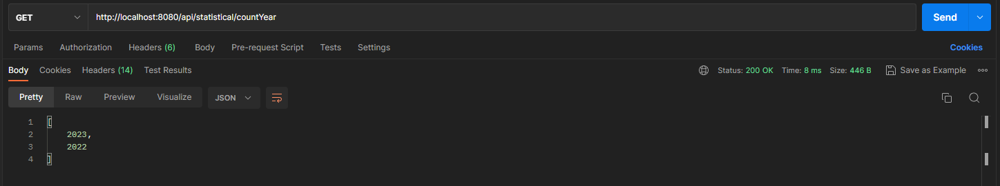 GET http://localhost:8080/api/statistical/countYear Send
Params Authorization Headers (6) Body Pre-request Script Tests Settings Cookies
Body Cookies Headers (14) Test Results Status: 200 OK Time: 8 ms Size: 446 B Save as Example
Pretty Raw Preview Visualize JSON
1 [
2 2023,
3 2022
4 ]